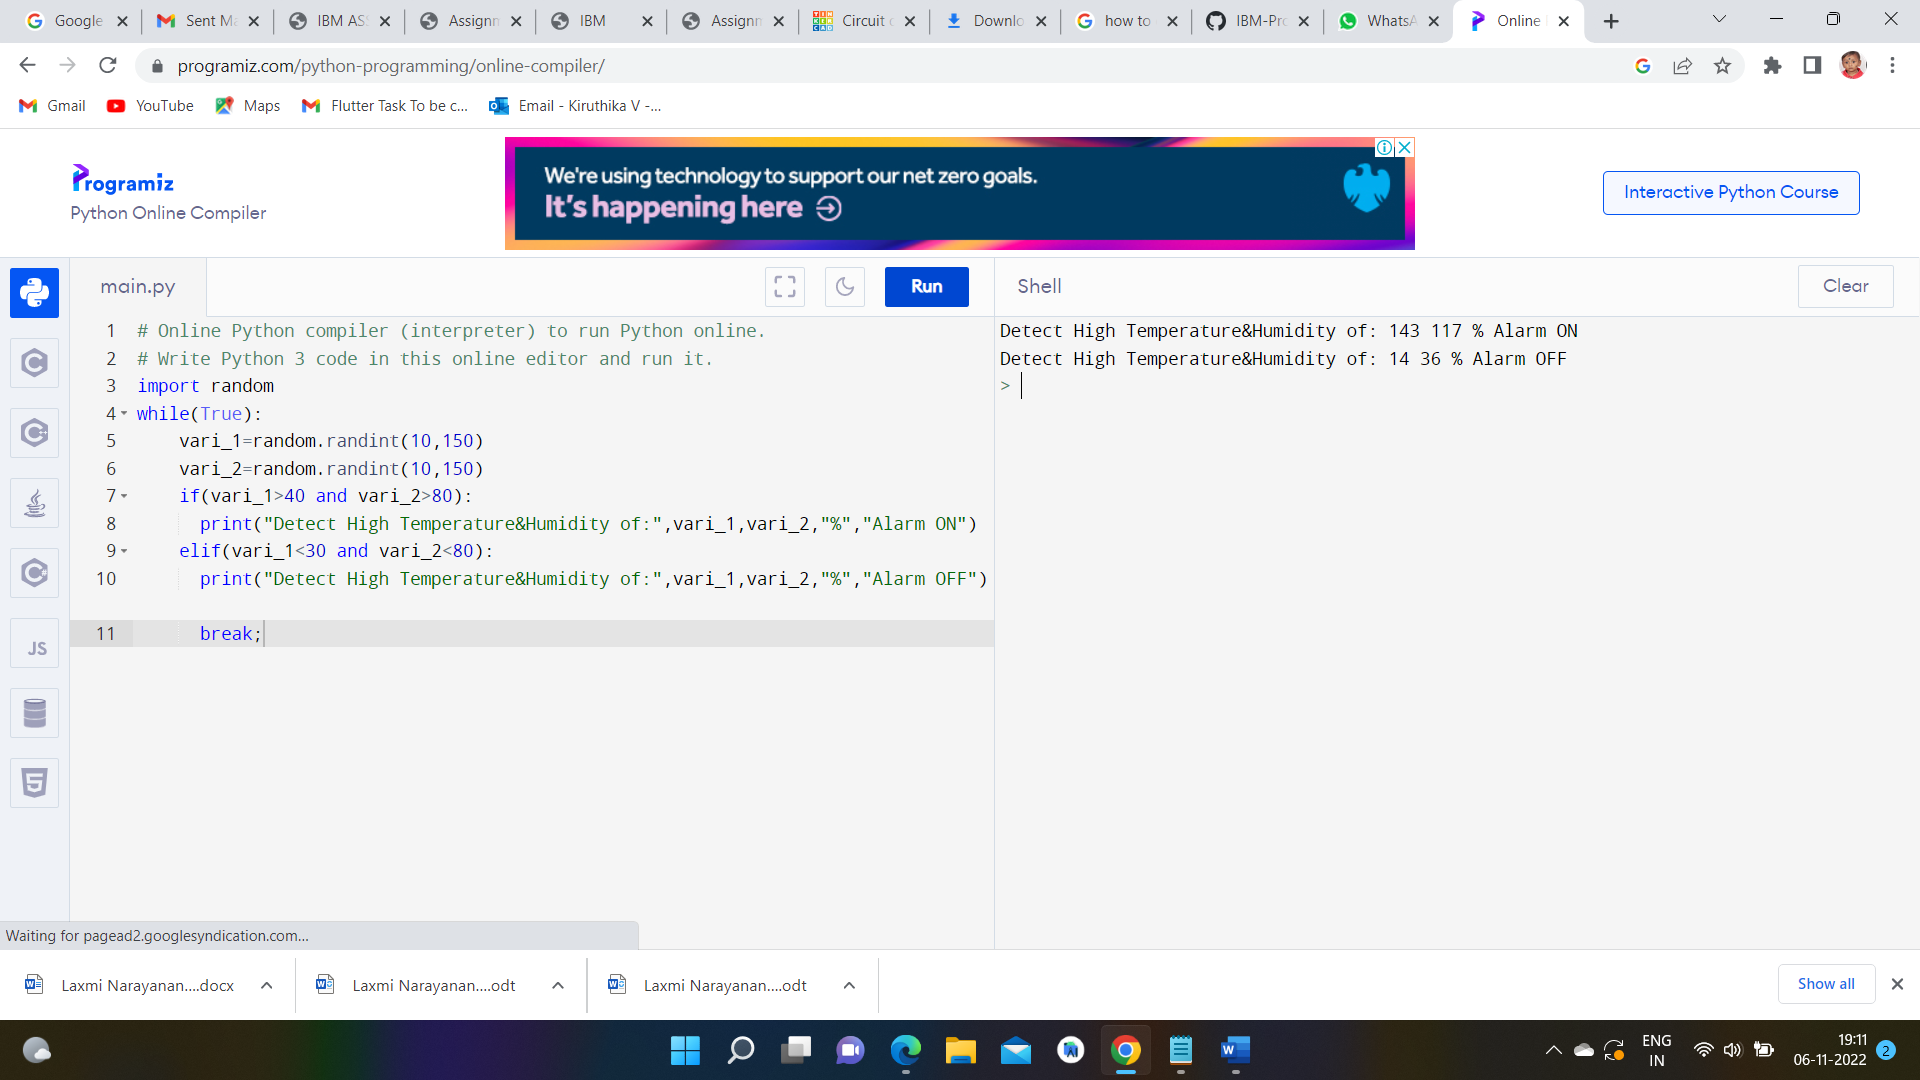 Google
Sent Ma
IBM ASS
Assignm
IBM
Assignm
Circuit c
Downlo
how to
IBM-Pro
WhatsA
Online
programiz.com/python-programming/online-compiler/
Gmail
YouTube
Maps
Flutter Task To be c...
Email - Kiruthika V -...
Programiz
Python Online Compiler
We're using technology to support our net zero goals.
It's happening here
Interactive Python Course
main.py
Run
Shell
Clear
1 # Online Python compiler (interpreter) to run Python online.
2 # Write Python 3 code in this online editor and run it.
3 import random
4 while(True):
5 vari_1=random.randint(10,150)
6 vari_2=random.randint(10,150)
7 if(vari_1>40 and vari_2>80):
8 print("Detect High Temperature&Humidity of:",vari_1,vari_2,"%","Alarm ON")
9 elif(vari_1<30 and vari_2<80):
10 print("Detect High Temperature&Humidity of:",vari_1,vari_2,"%","Alarm OFF")
11 break;
Detect High Temperature&Humidity of: 143 117 % Alarm ON
Detect High Temperature&Humidity of: 14 36 % Alarm OFF
>
JS
Waiting for pagead2.googlesyndication.com...
Laxmi Narayanan....docx
Laxmi Narayanan....odt
Laxmi Narayanan....odt
Show all
ENG
IN
19:11
06-11-2022
2